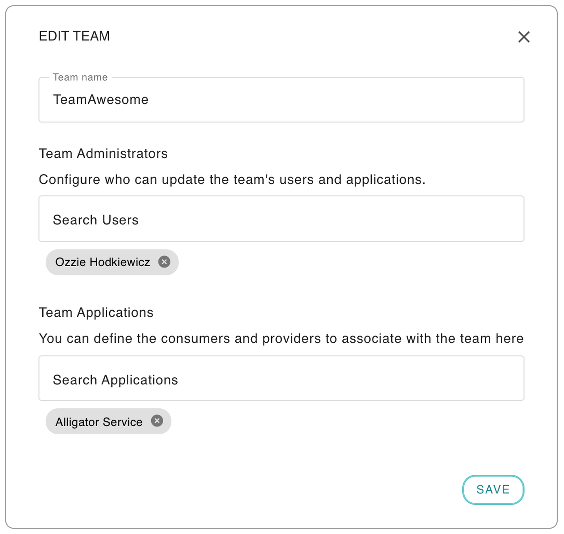 EDIT TEAM
Team name
TeamAwesome
Team Administrators
Configure who can update the team's users and applications.
Search Users
Ozzie Hodkiewicz
Team Applications
You can define the consumers and providers to associate with the team here
Search Applications
Alligator Service
SAVE